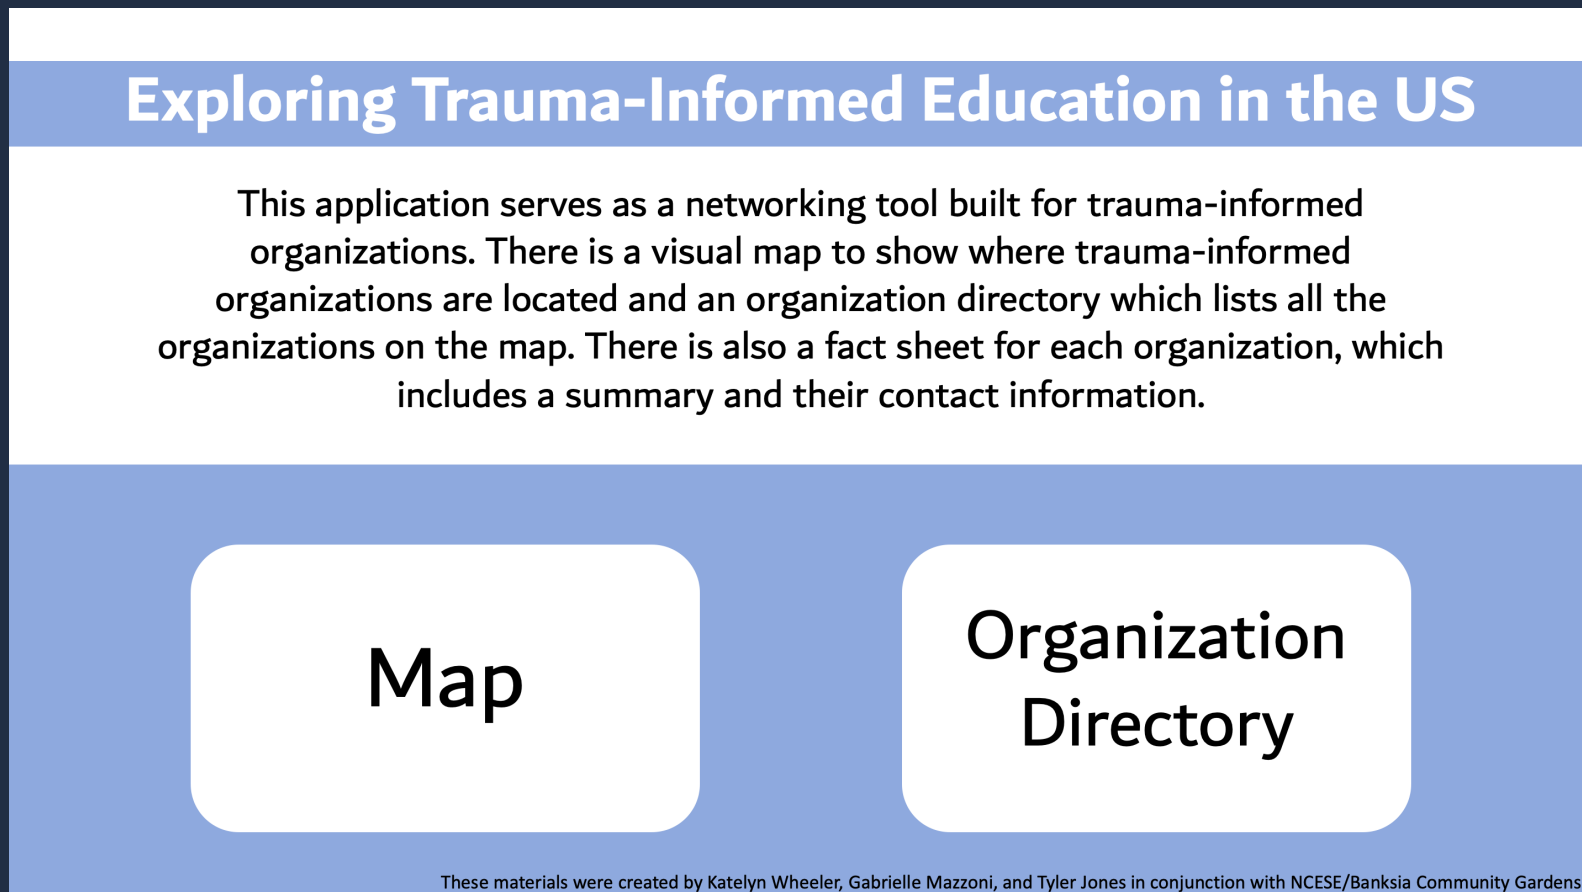 Exploring Trauma-Informed Education in the US
This application serves as a networking tool built for trauma-informed
organizations. There is a visual map to show where trauma-informed
organizations are located and an organization directory which lists all the
organizations on the map. There is also a fact sheet for each organization, which
includes a summary and their contact information.
Map
Organization
Directory
These materials were created by Katelyn Wheeler, Gabrielle Mazzoni, and Tyler Jones in conjunction with NCESE/Banksia Community Gardens